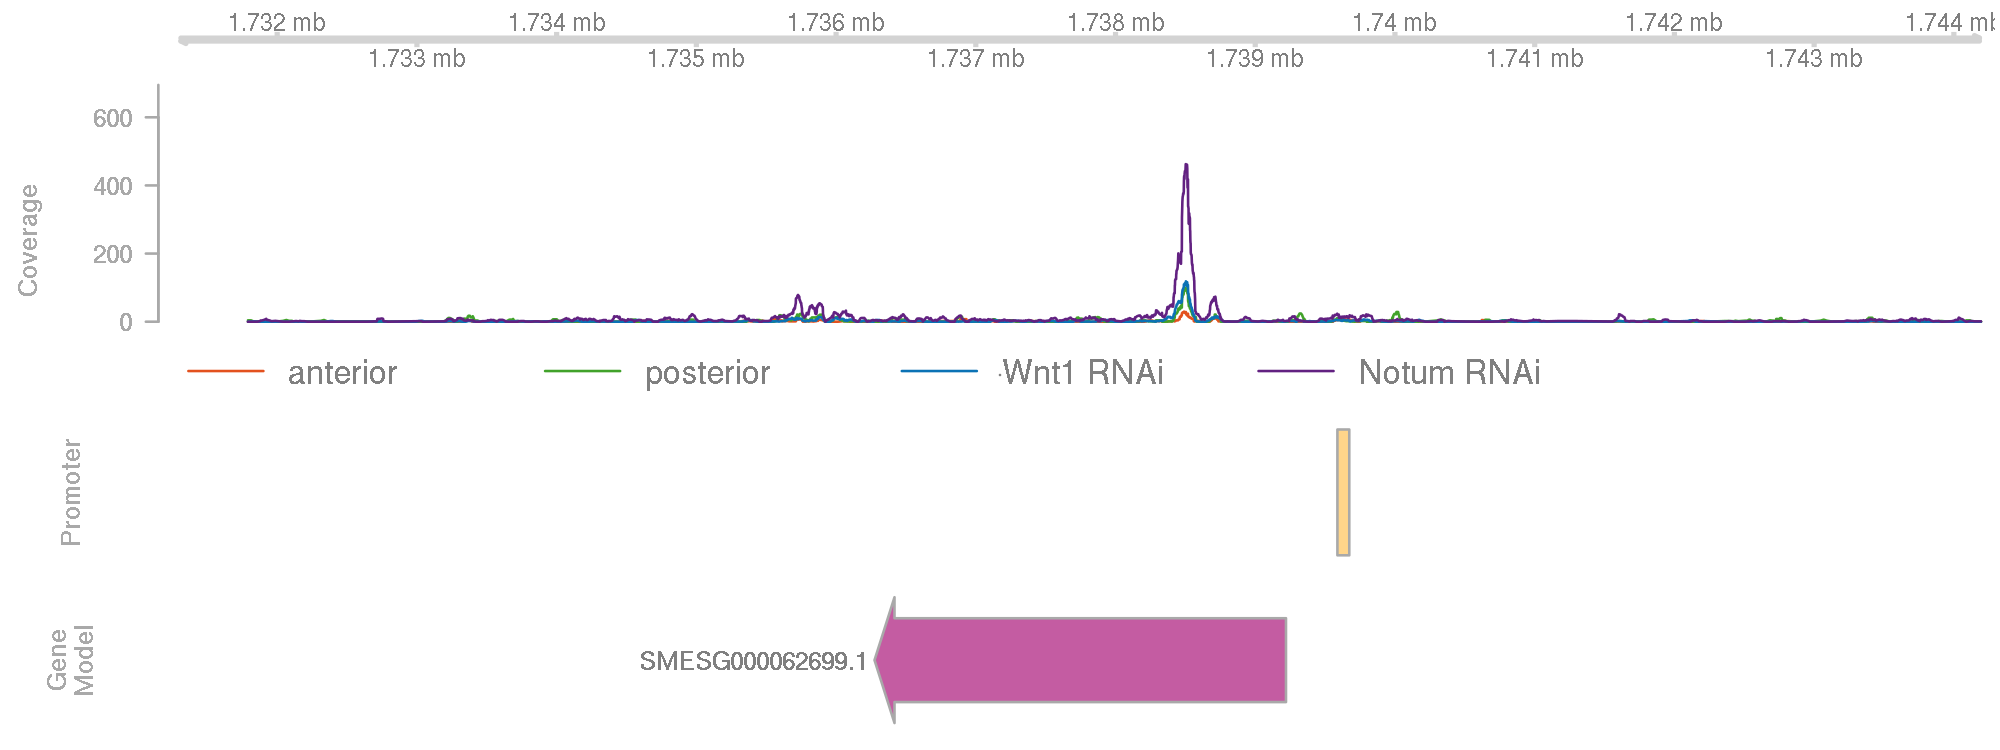 1.732 mb 1.734 mb 1.736 mb 1.738 mb 1.74 mb 1.742 mb 1.744 mb
1.733 mb 1.735 mb 1.737 mb 1.739 mb 1.741 mb 1.743 mb
Coverage
600
400
200
0
anterior posterior Wnt1 RNAi Notum RNAi
Promoter
Gene
Model
SMESG000062699.1